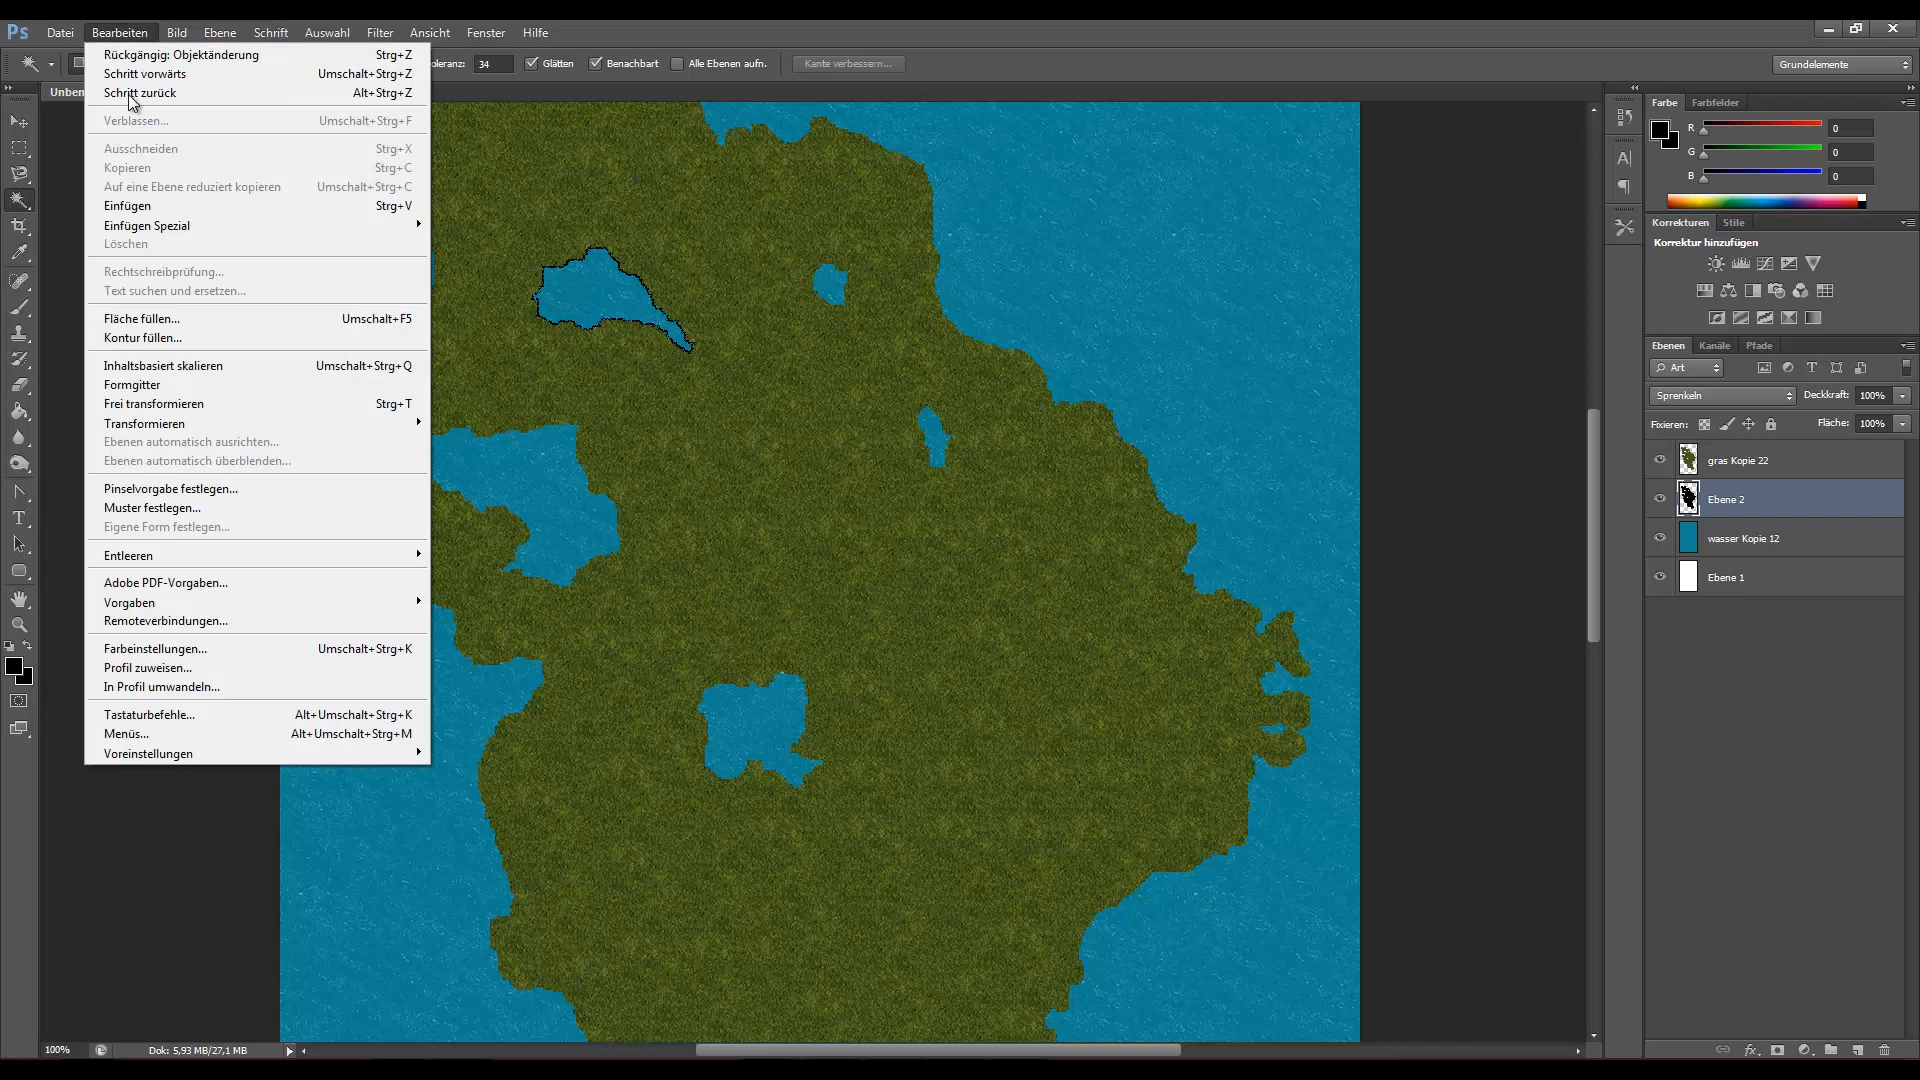 Ps Datei Bearbeiten Bild Ebene Schrift Auswahl Filter Ansicht Fenster Hilfe
oleranz: 34 Glätten Benachbart Alle Ebenen aufn. Kante verbessern... Grundelemente
Unben
Rückgängig: Objektänderung Strg+Z
Schritt vorwärts Umschalt+Strg+Z
Schritt zurück Alt+Strg+Z
Verblassen... Umschalt+Strg+F
Ausschneiden Strg+X
Kopieren Strg+C
Auf eine Ebene reduziert kopieren Umschalt+Strg+C
Einfügen Strg+V
Einfügen Spezial
Löschen
Rechtschreibprüfung...
Text suchen und ersetzen...
Fläche füllen... Umschalt+F5
Kontur füllen...
Inhaltsbasiert skalieren Umschalt+Strg+Q
Formgitter
Frei transformieren Strg+T
Transformieren
Ebenen automatisch ausrichten...
Ebenen automatisch überblenden...
Pinselvorgabe festlegen...
Muster festlegen...
Eigene Form festlegen...
Entleeren
Adobe PDF-Vorgaben...
Vorgaben
Remoteverbindungen...
Farbeinstellungen... Umschalt+Strg+K
Profil zuweisen...
In Profil umwandeln...
Tastaturbefehle... Alt+Umschalt+Strg+K
Menüs... Alt+Umschalt+Strg+M
Voreinstellungen
Farbe Farbfelder
R 0
G 0
B 0
Korrekturen Stile
Korrektur hinzufügen
Ebenen Kanäle Pfade
Art
Sprenkeln Deckkraft: 100%
Fixieren: Fläche: 100%
gras Kopie 22
Ebene 2
wasser Kopie 12
Ebene 1
100% Dok: 5,93 MB/27,1 MB